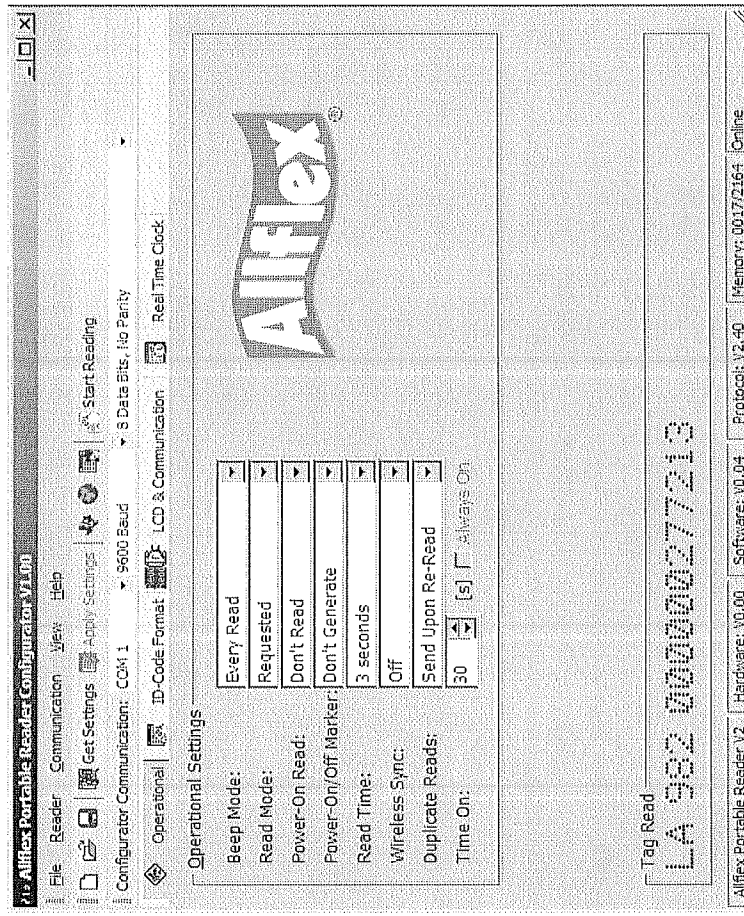 Allflex Portable Reader Configurator V1.00
File Reader Communication View Help
Get Settings Apply Settings Start Reading
Configurator Communication: COM 1 9600 Baud 8 Data Bits, No Parity
Operational ID-Code Format LCD & Communication Real Time Clock
Operational Settings
Beep Mode: Every Read
Read Mode: Requested
Power-On Read: Don't Read
Power-On/Off Marker: Don't Generate
Read Time: 3 seconds
Wireless Sync: Off
Duplicate Reads: Send Upon Re-Read
Time On: 30 [s] Always On
Allflex®
Tag Read
LA 982 000000277213
Allflex Portable Reader V2 Hardware: V0.00 Software: V0.04 Protocol: V2.40 Memory: 0017/2164 Online